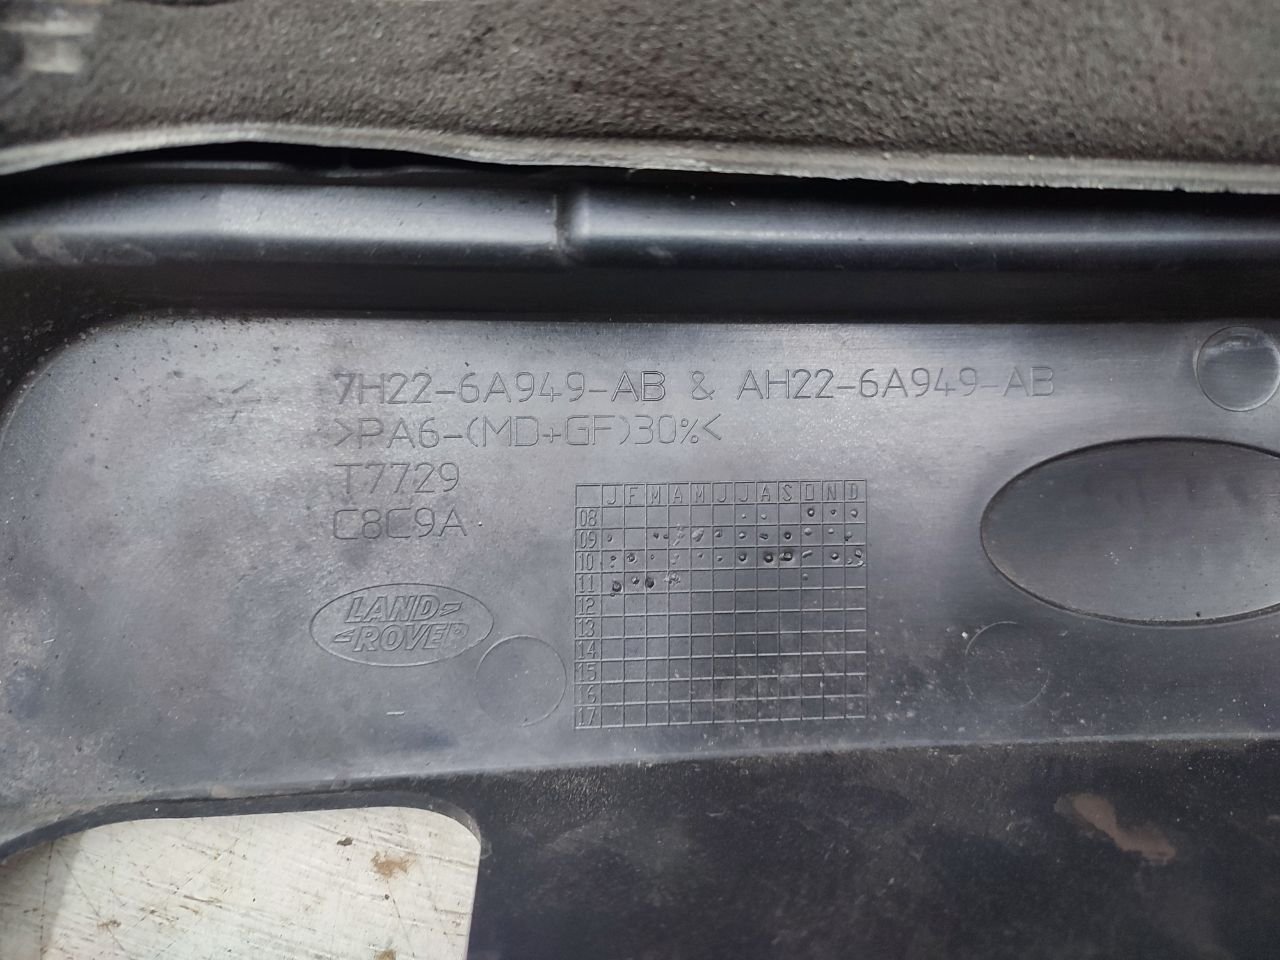 7H22-6A949-AB & AH22-6A949-AB
>PA6-(MD+GF)30%<
T7729
C8C9A
LAND
ROVER
J F M A M J J A S O N D
08
09
10
11
12
13
14
15
16
17